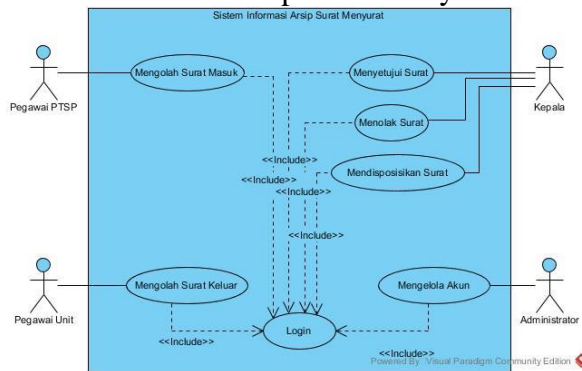 Sistem Informasi Arsip Surat Menyurat
Mengolah Surat Masuk
Menyetujui Surat
Pegawai PTSP
Kepala
Menolak Surat
<<Include>>
<<Include>>
<<Include>>
Mendisposisikan Surat
<<Include>>
Mengolah Surat Keluar
Mengelola Akun
Pegawai Unit
Login
Administrator
<<Include>>
<<Include>>
Powered By Visual Paradigm Community Edition